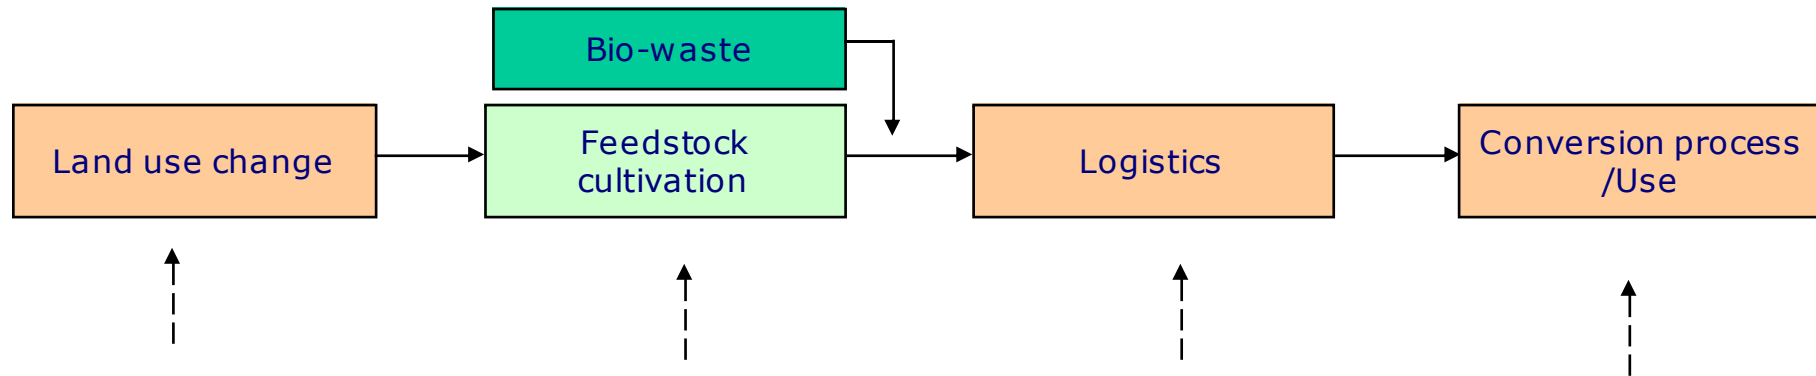 Bio-waste
Land use change
Feedstock
cultivation
Logistics
Conversion process
/Use